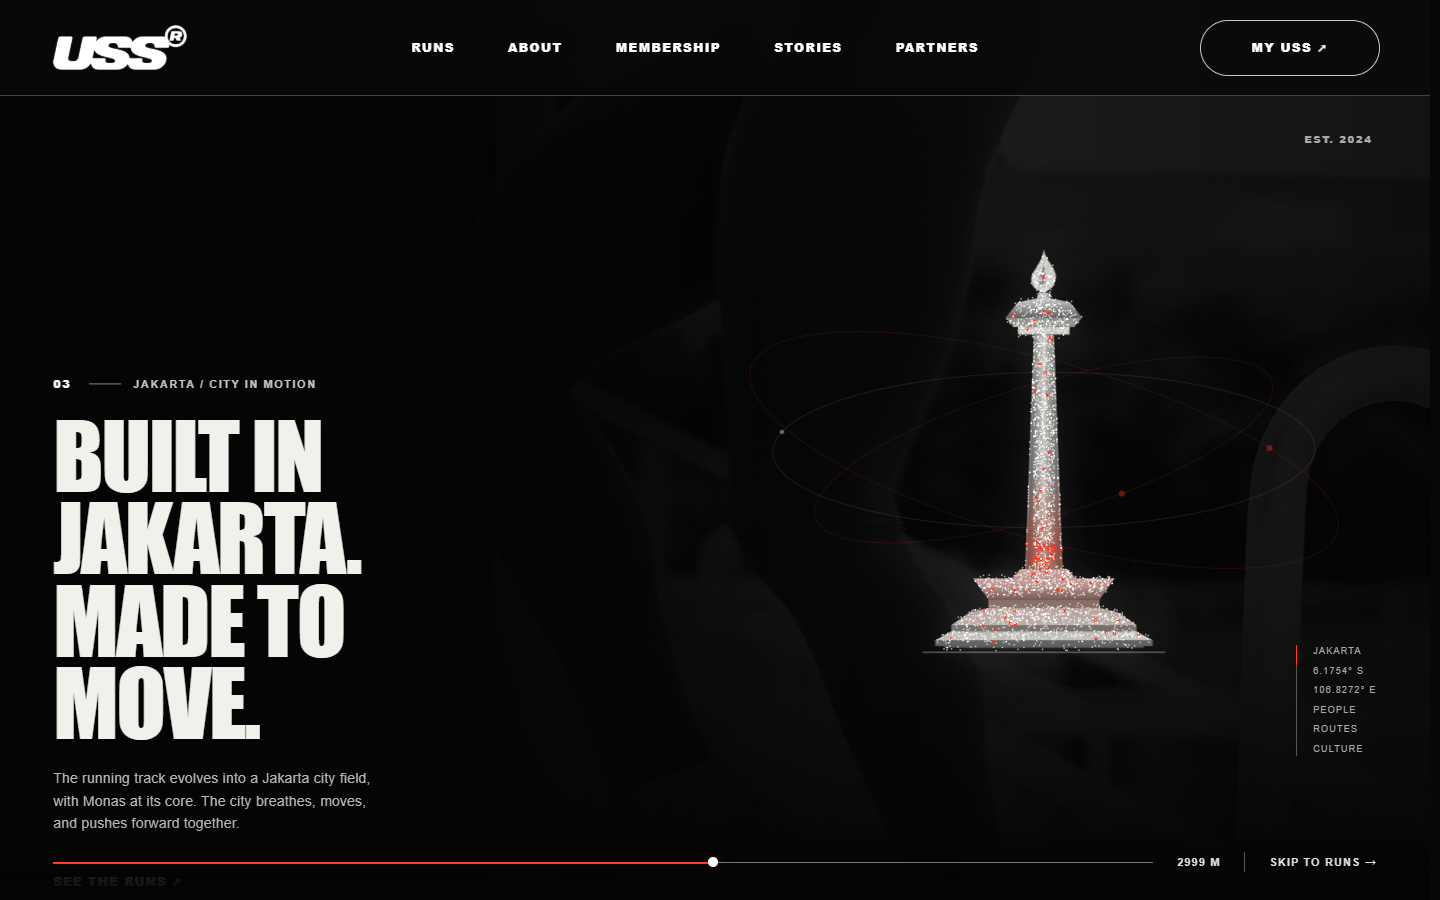 USS®
RUNS
ABOUT
MEMBERSHIP
STORIES
PARTNERS
MY USS ↗
EST. 2024
03
JAKARTA / CITY IN MOTION
BUILT IN
JAKARTA.
MADE TO
MOVE.
The running track evolves into a Jakarta city field,
with Monas at its core. The city breathes, moves,
and pushes forward together.
JAKARTA
6.1754° S
106.8272° E
PEOPLE
ROUTES
CULTURE
2999 M
SKIP TO RUNS →
SEE THE RUNS ↗